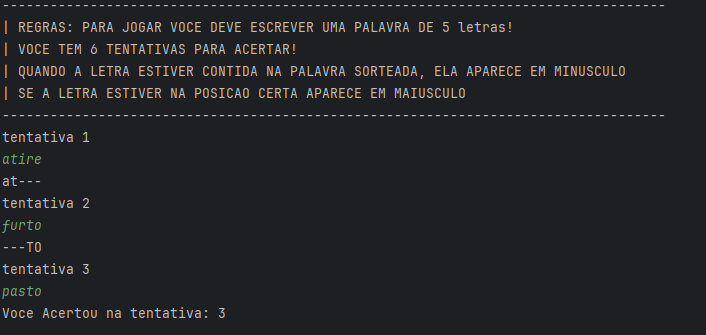 -----------------------------------------------------------------------------------
| REGRAS: PARA JOGAR VOCE DEVE ESCREVER UMA PALAVRA DE 5 letras!
| VOCE TEM 6 TENTATIVAS PARA ACERTAR!
| QUANDO A LETRA ESTIVER CONTIDA NA PALAVRA SORTEADA, ELA APARECE EM MINUSCULO
| SE A LETRA ESTIVER NA POSICAO CERTA APARECE EM MAIUSCULO
-----------------------------------------------------------------------------------
tentativa 1
atire
at---
tentativa 2
furto
---TO
tentativa 3
pasto
Voce Acertou na tentativa: 3